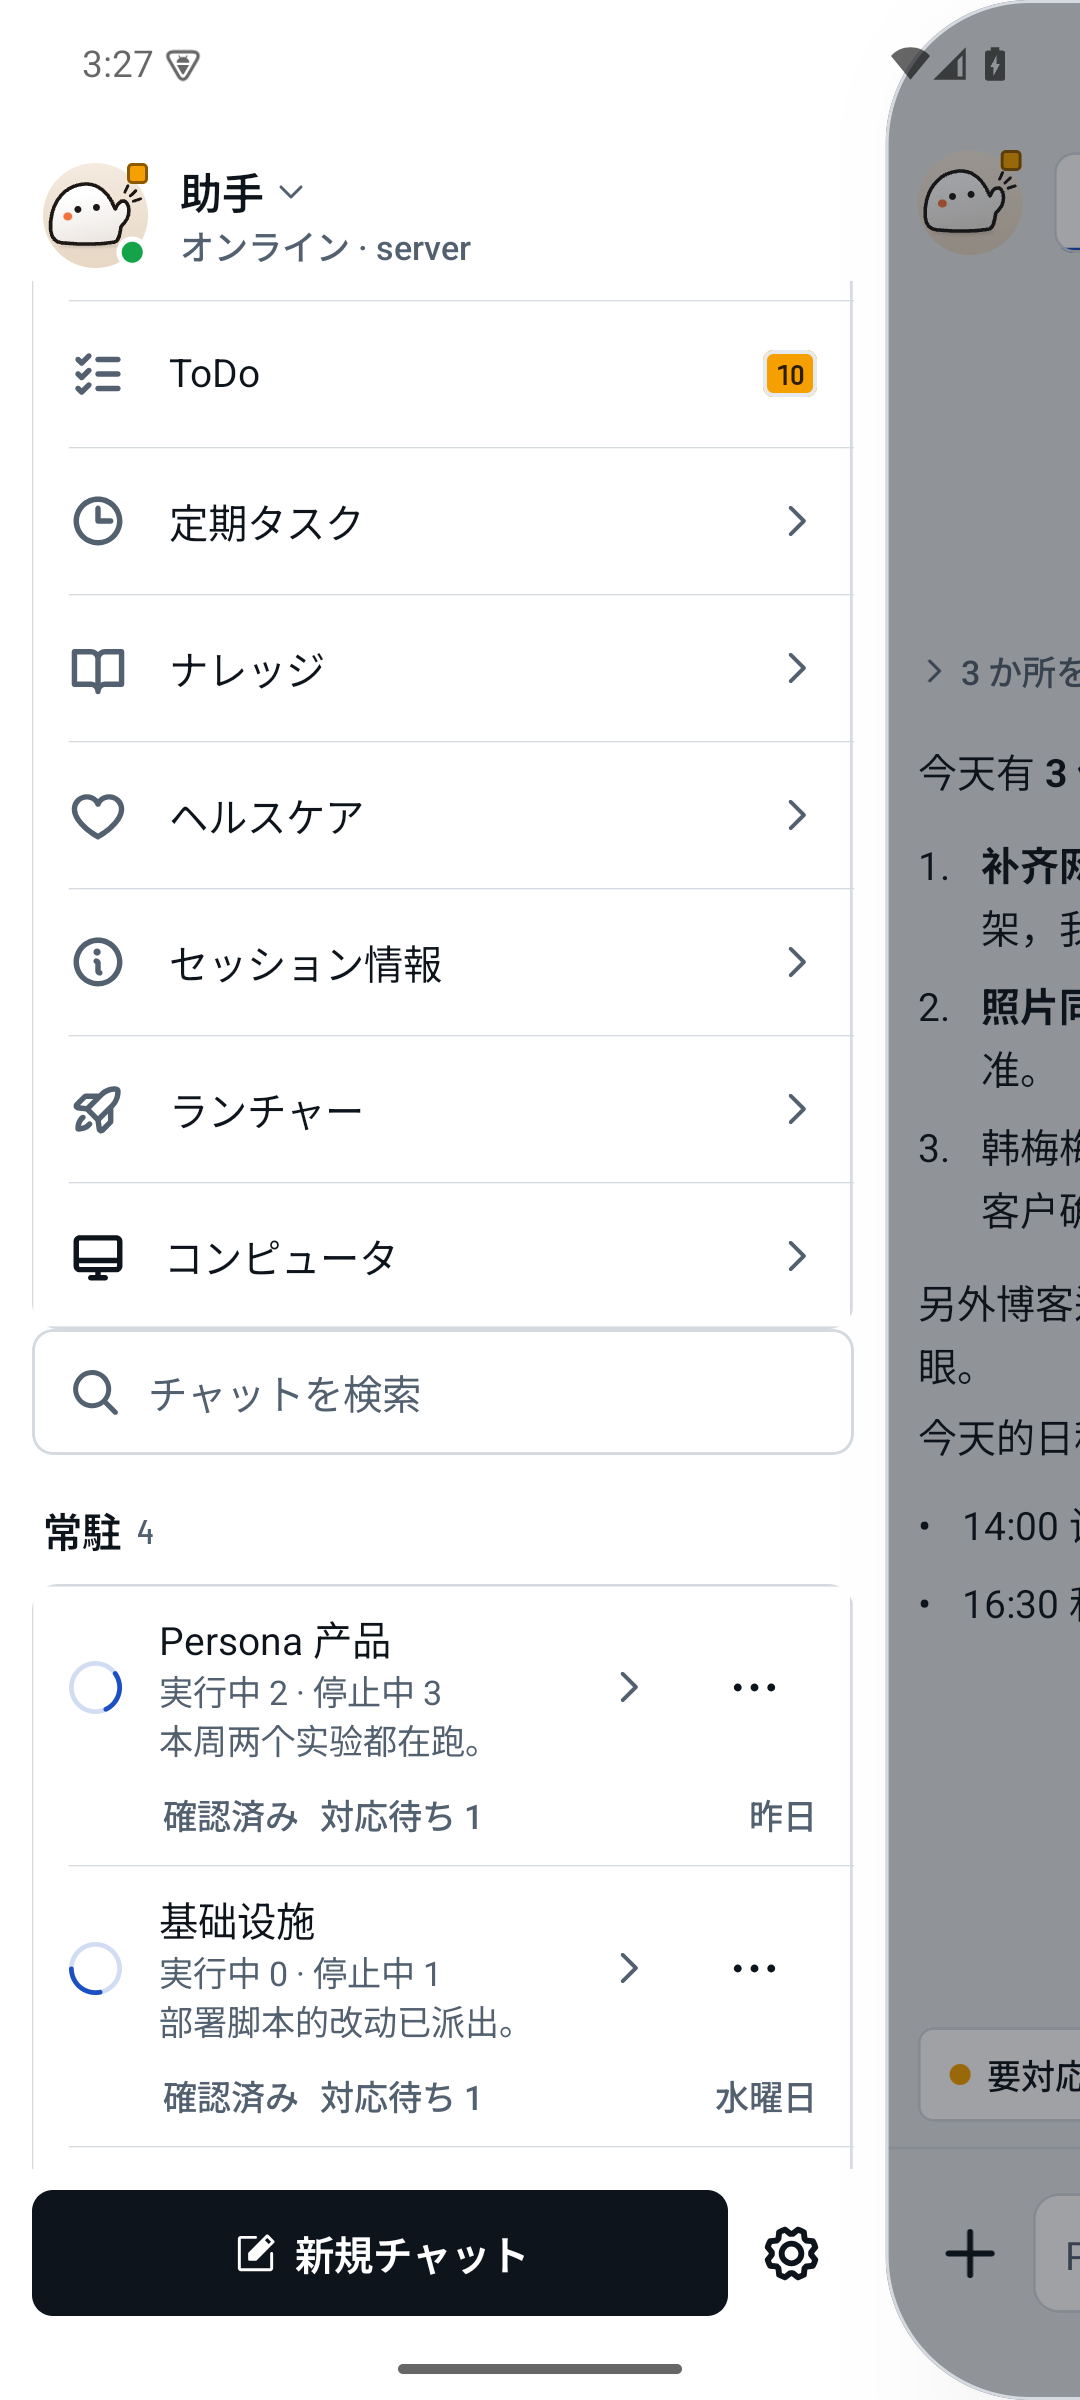 3:27
助手
オンライン · server
ToDo
10
定期タスク
ナレッジ
ヘルスケア
セッション情報
ランチャー
コンピュータ
チャットを検索
常駐 4
Persona 产品
実行中 2 · 停止中 3
本周两个实验都在跑。
確認済み 対応待ち 1
昨日
基础设施
実行中 0 · 停止中 1
部署脚本的改动已派出。
確認済み 対応待ち 1
水曜日
新規チャット
3 か所を
今天有 3
1. 补齐网
架，我
2. 照片同
准。
3. 韩梅梅
客户确
另外博客
眼。
今天的日程
• 14:00
• 16:30 和
要対応